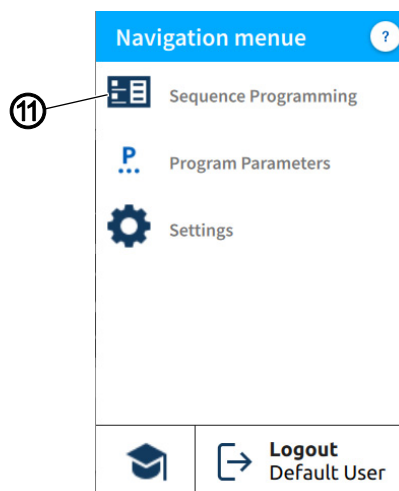 Navigation menue ?
11 Sequence Programming
P Program Parameters
Settings
Logout
Default User